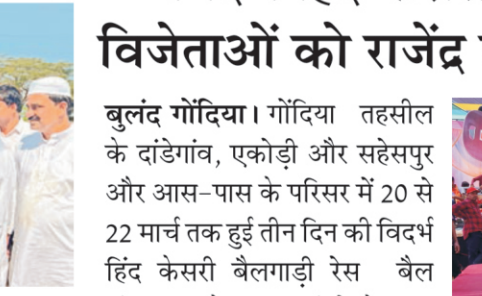 विजेताओं को राजेंद्र
बुलंद गोंदिया। गोंदिया तहसील
के दांडेगांव, एकोड़ी और सहेसपुर
और आस-पास के परिसर में 20 से
22 मार्च तक हुई तीन दिन की विदर्भ
हिंद केसरी बैलगाड़ी रेस बैल